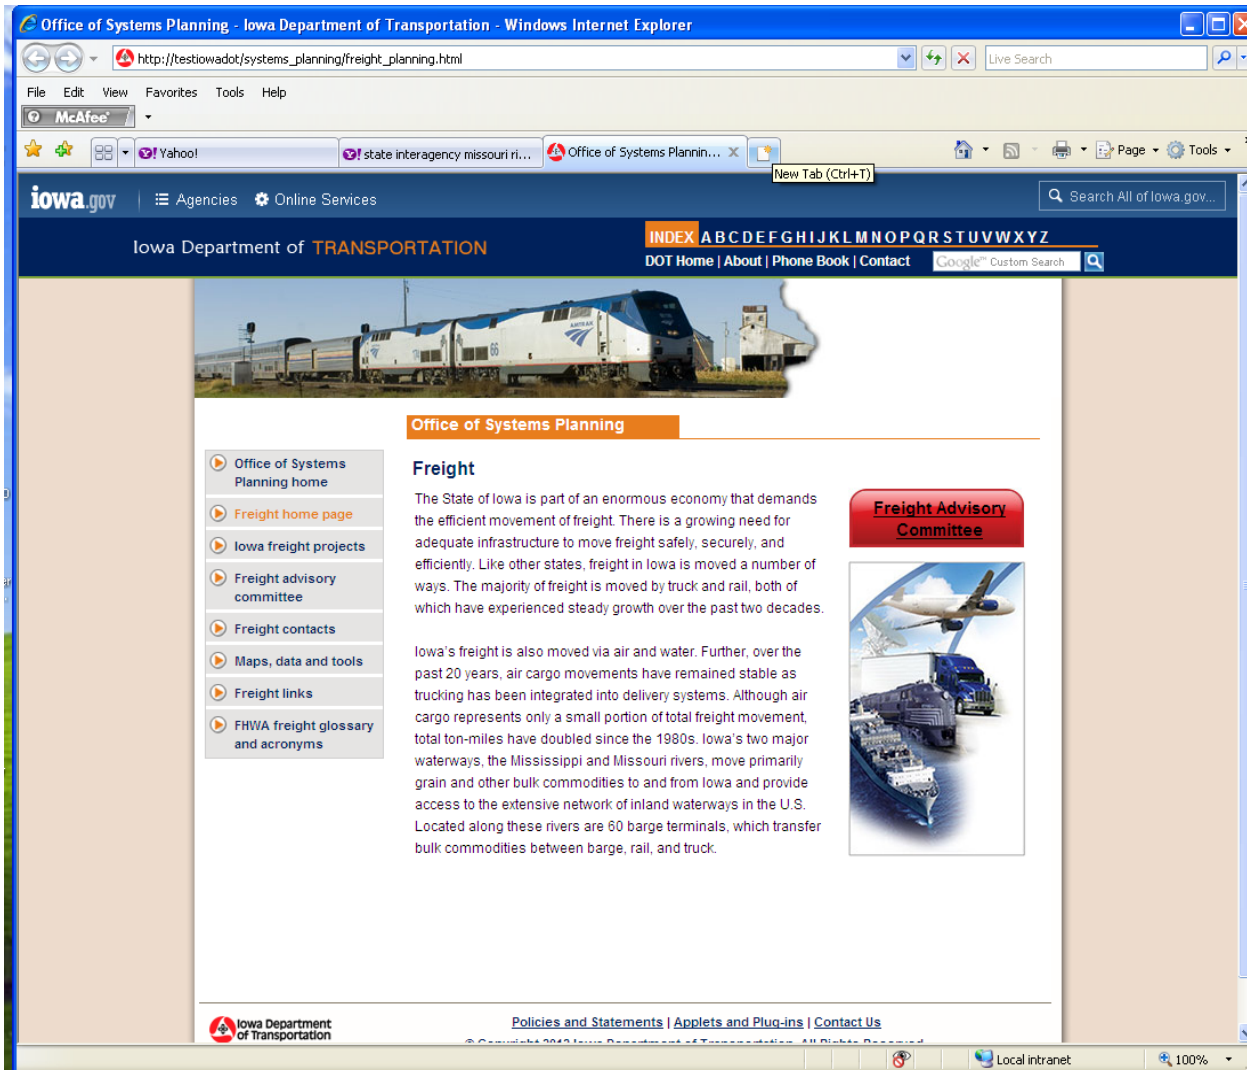 Office of Systems Planning - Iowa Department of Transportation - Windows Internet Explorer
http://testiowadot/systems_planning/freight_planning.html
Live Search
File Edit View Favorites Tools Help
McAfee
Yahoo!
state interagency missouri ri...
Office of Systems Plannin...
Page
Tools
New Tab (Ctrl+T)
iowa.gov
Agencies
Online Services
Search All of Iowa.gov...
Iowa Department of TRANSPORTATION
INDEX A B C D E F G H I J K L M N O P Q R S T U V W X Y Z
DOT Home | About | Phone Book | Contact
Google™ Custom Search
AMTRAK
66
Office of Systems Planning
Office of Systems
Planning home
Freight home page
Iowa freight projects
Freight advisory
committee
Freight contacts
Maps, data and tools
Freight links
FHWA freight glossary
and acronyms
Freight
The State of Iowa is part of an enormous economy that demands
the efficient movement of freight. There is a growing need for
adequate infrastructure to move freight safely, securely, and
efficiently. Like other states, freight in Iowa is moved a number of
ways. The majority of freight is moved by truck and rail, both of
which have experienced steady growth over the past two decades.
Iowa's freight is also moved via air and water. Further, over the
past 20 years, air cargo movements have remained stable as
trucking has been integrated into delivery systems. Although air
cargo represents only a small portion of total freight movement,
total ton-miles have doubled since the 1980s. Iowa's two major
waterways, the Mississippi and Missouri rivers, move primarily
grain and other bulk commodities to and from Iowa and provide
access to the extensive network of inland waterways in the U.S.
Located along these rivers are 60 barge terminals, which transfer
bulk commodities between barge, rail, and truck.
Freight Advisory
Committee
Iowa Department
of Transportation
Policies and Statements | Applets and Plug-ins | Contact Us
Local intranet
100%